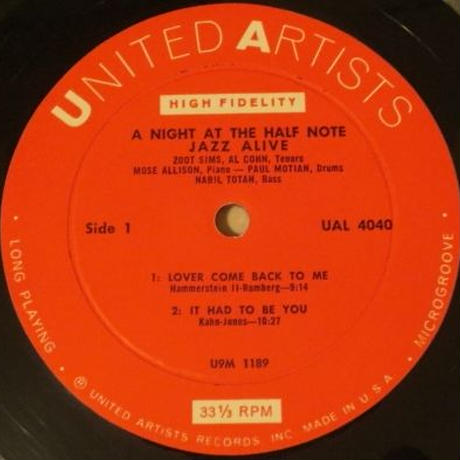 UNITED ARTISTS
HIGH FIDELITY
A NIGHT AT THE HALF NOTE
JAZZ ALIVE
ZOOT SIMS, AL COHN, Tenors
MOSE ALLISON, Piano — PAUL MOTIAN, Drums
NABIL TOTAH, Bass
Side 1
UAL 4040
1: LOVER COME BACK TO ME
Hammerstein II-Romberg—9:14
2: IT HAD TO BE YOU
Kahn-Jones—10:27
U9M 1189
33⅓ RPM
· LONG PLAYING · ® UNITED ARTISTS RECORDS, INC. MADE IN U.S.A. · MICROGROOVE ·